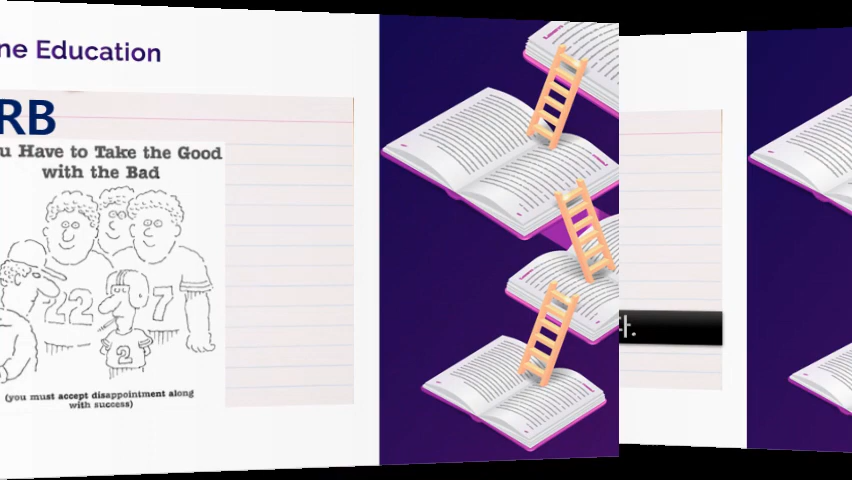 ne Education
RB
u Have to Take the Good
with the Bad
22
7
2
(you must accept disappointment along
with success)
다.